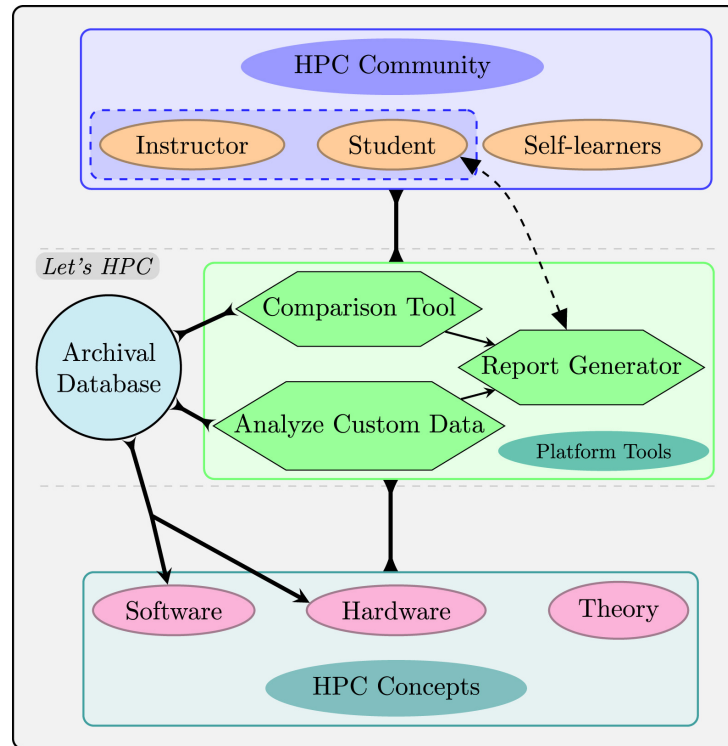 HPC Community
Instructor
Student
Self-learners
Let's HPC
Comparison Tool
Archival
Database
Report Generator
Analyze Custom Data
Platform Tools
Software
Hardware
Theory
HPC Concepts